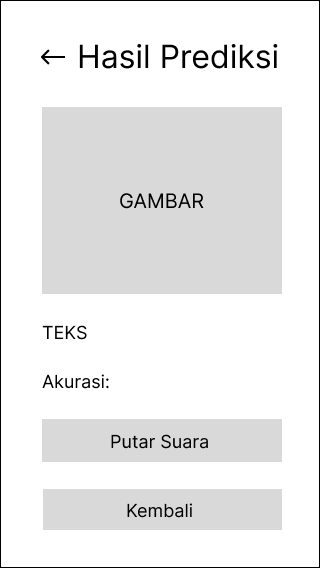 ← Hasil Prediksi
GAMBAR
TEKS
Akurasi:
Putar Suara
Kembali